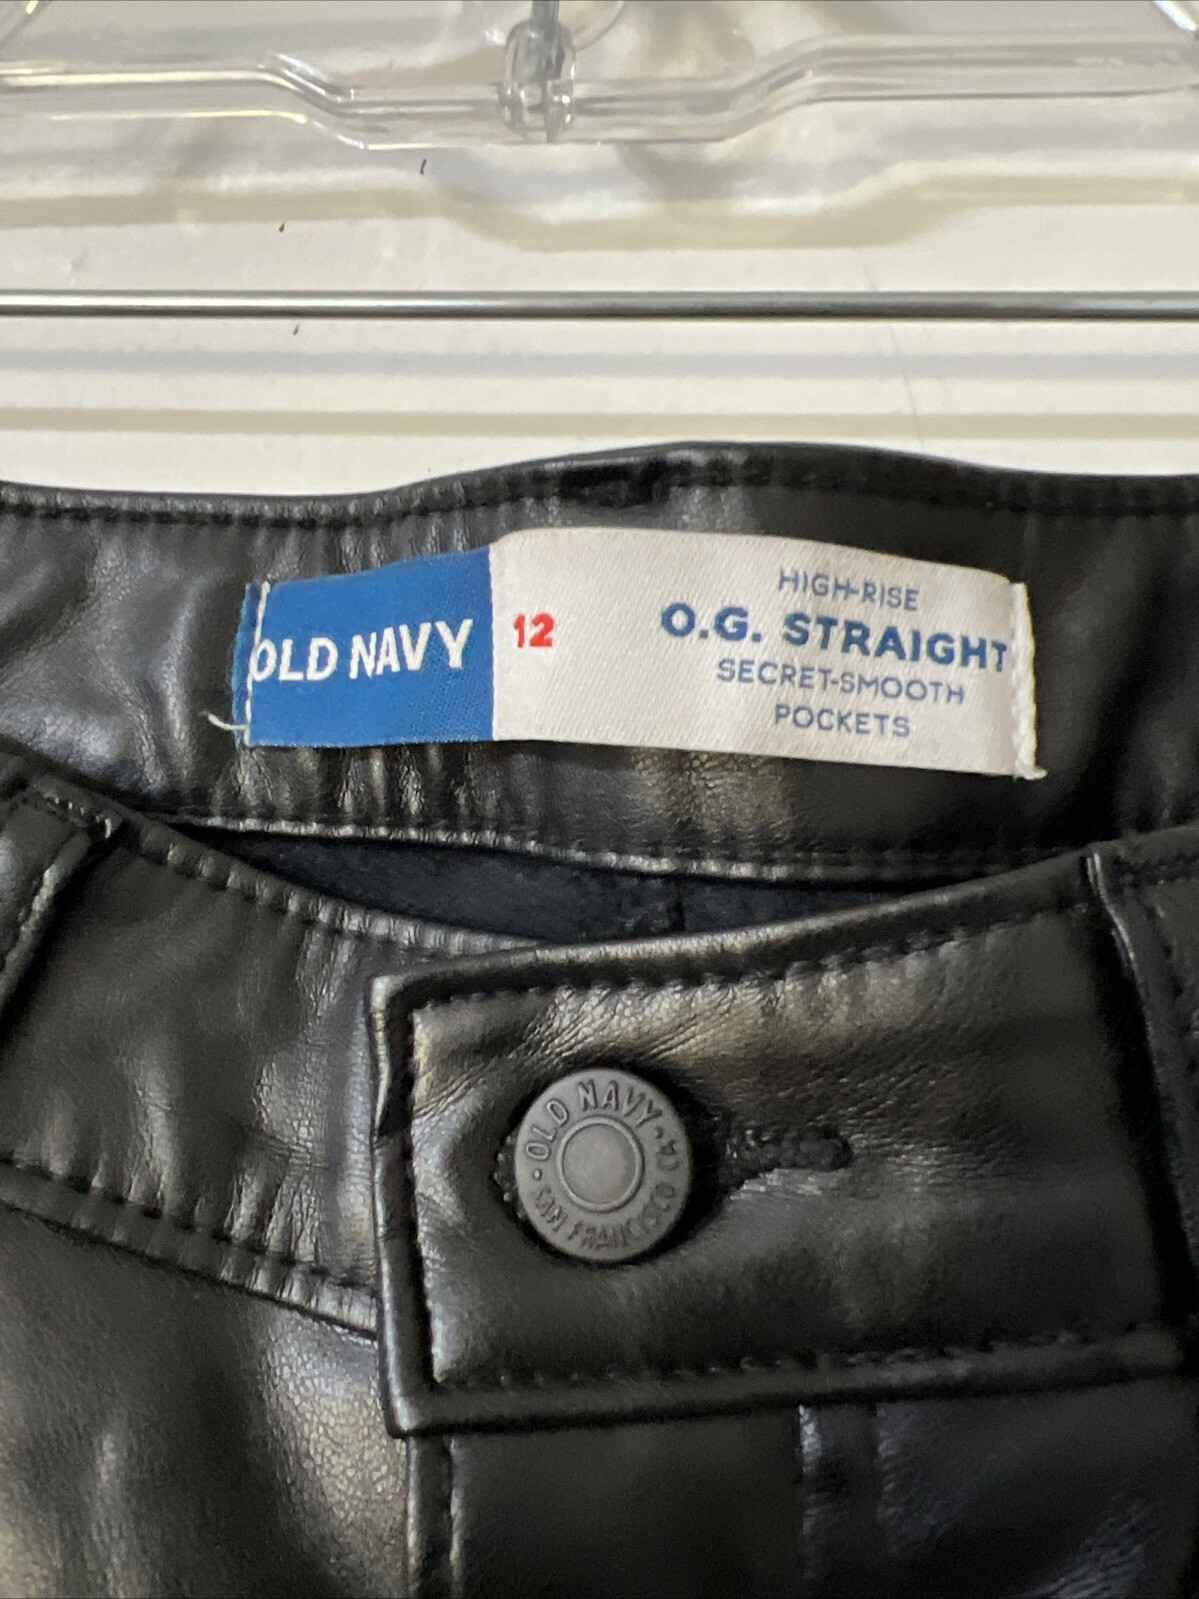 OLD NAVY
12
HIGH-RISE
O.G. STRAIGHT
SECRET-SMOOTH
POCKETS
OLD NAVY • CA
• SAN FRANCISCO